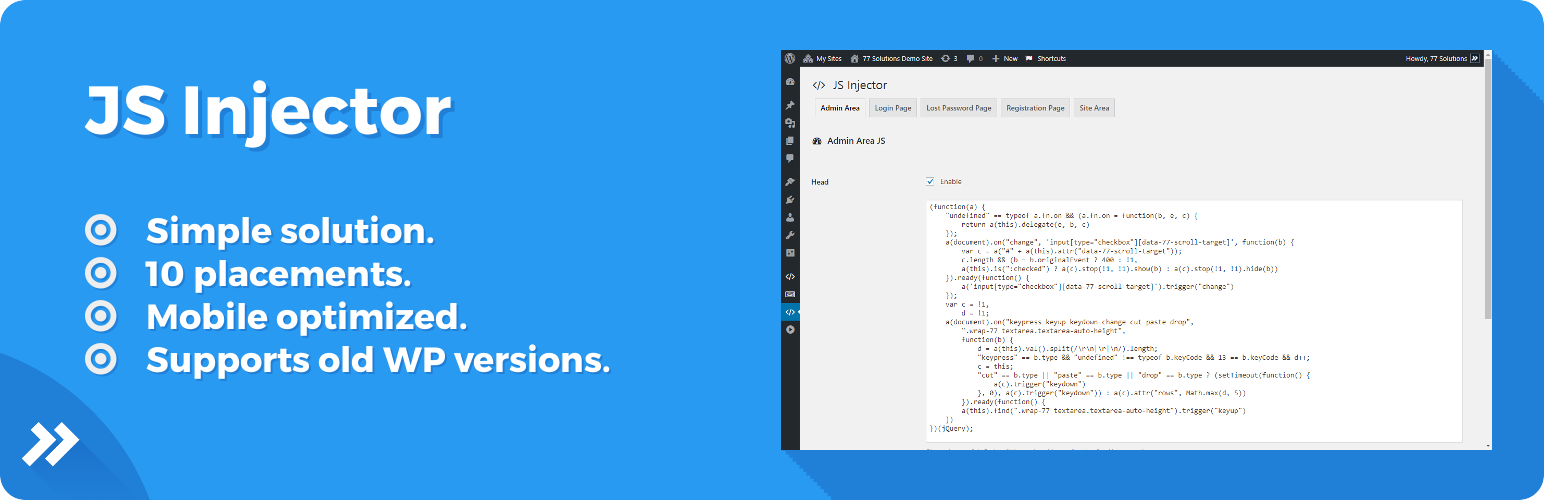 JS Injector
Simple solution.
10 placements.
Mobile optimized.
Supports old WP versions.
My Sites 77 Solutions Demo Site 3 0 New Shortcuts Howdy, 77 Solutions
</> JS Injector
Admin Area Login Page Lost Password Page Registration Page Site Area
Admin Area JS
Head Enable
(function(a) {
"undefined" == typeof a.fn.on && (a.fn.on = function(b, e, c) {
return a(this).delegate(e, b, c)
});
a(document).on("change", 'input[type="checkbox"][data-77-scroll-target]', function(b) {
var c = a("#" + a(this).attr("data-77-scroll-target"));
c.length && (b = b.originalEvent ? 400 : !1,
a(this).is(":checked") ? a(c).stop(!1, !1).show(b) : a(c).stop(!1, !1).hide(b))
}).ready(function() {
a('input[type="checkbox"][data-77-scroll-target]').trigger("change")
});
var c = !1,
d = !1;
a(document).on("keypress keyup keydown change cut paste drop",
".wrap-77 textarea.textarea-auto-height",
function(b) {
d = a(this).val().split(/\r\n|\r|\n/).length;
"keypress" == b.type && "undefined" !== typeof b.keyCode && 13 == b.keyCode && d++;
c = this;
"cut" == b.type || "paste" == b.type || "drop" == b.type ? (setTimeout(function() {
a(c).trigger("keydown")
}, 0), a(c).trigger("keydown")) : a(c).attr("rows", Math.max(d, 5))
}).ready(function() {
a(this).find(".wrap-77 textarea.textarea-auto-height").trigger("keyup")
})
})(jQuery);